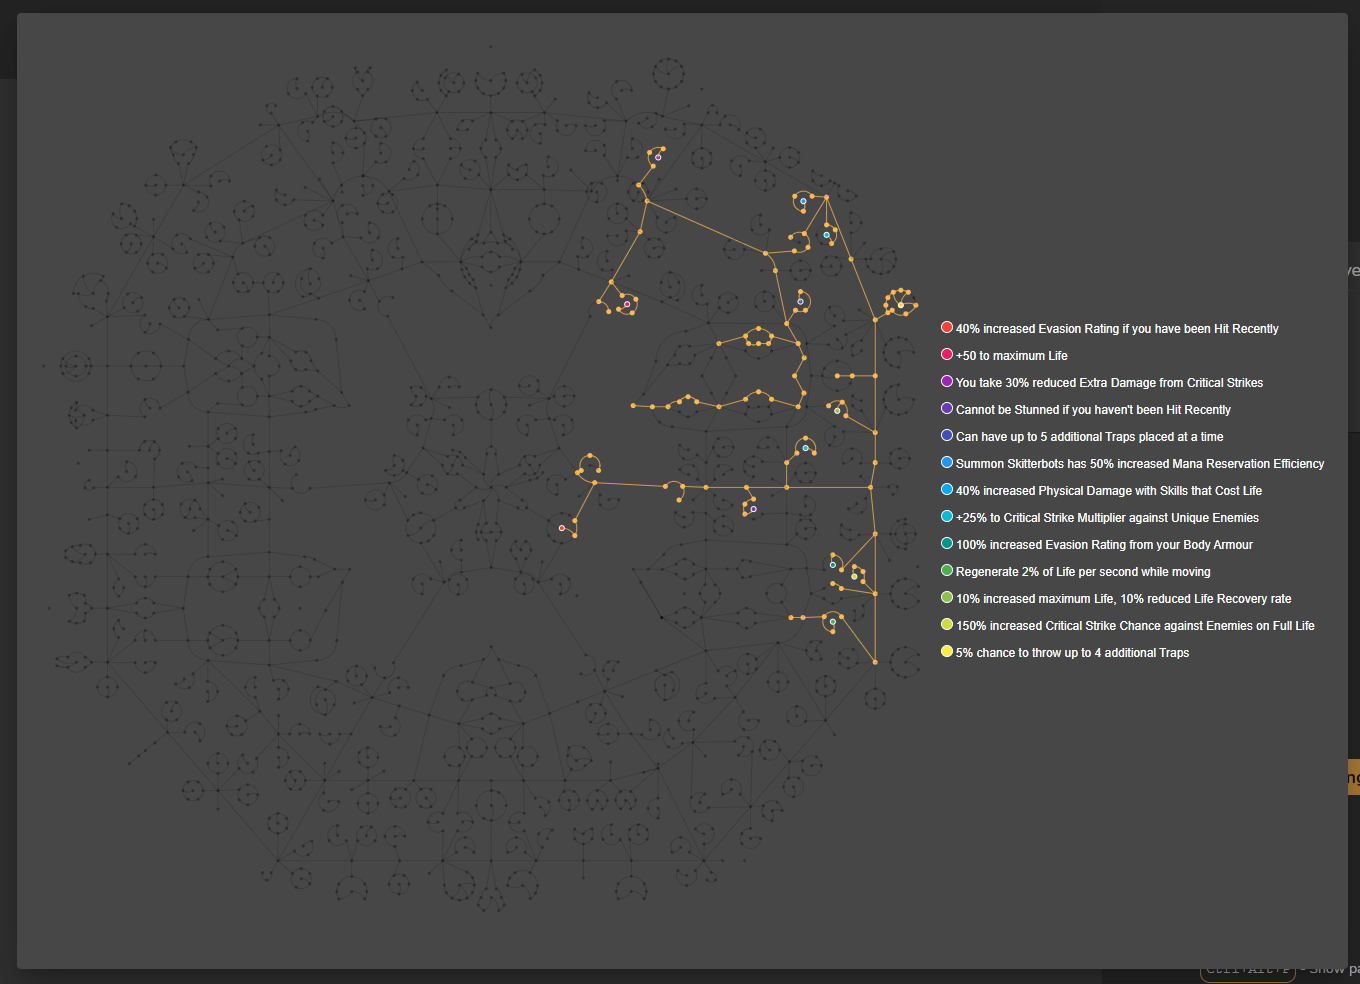 40% increased Evasion Rating if you have been Hit Recently
+50 to maximum Life
You take 30% reduced Extra Damage from Critical Strikes
Cannot be Stunned if you haven't been Hit Recently
Can have up to 5 additional Traps placed at a time
Summon Skitterbots has 50% increased Mana Reservation Efficiency
40% increased Physical Damage with Skills that Cost Life
+25% to Critical Strike Multiplier against Unique Enemies
100% increased Evasion Rating from your Body Armour
Regenerate 2% of Life per second while moving
10% increased maximum Life, 10% reduced Life Recovery rate
150% increased Critical Strike Chance against Enemies on Full Life
5% chance to throw up to 4 additional Traps
Ctrl+Alt+P - Show pa